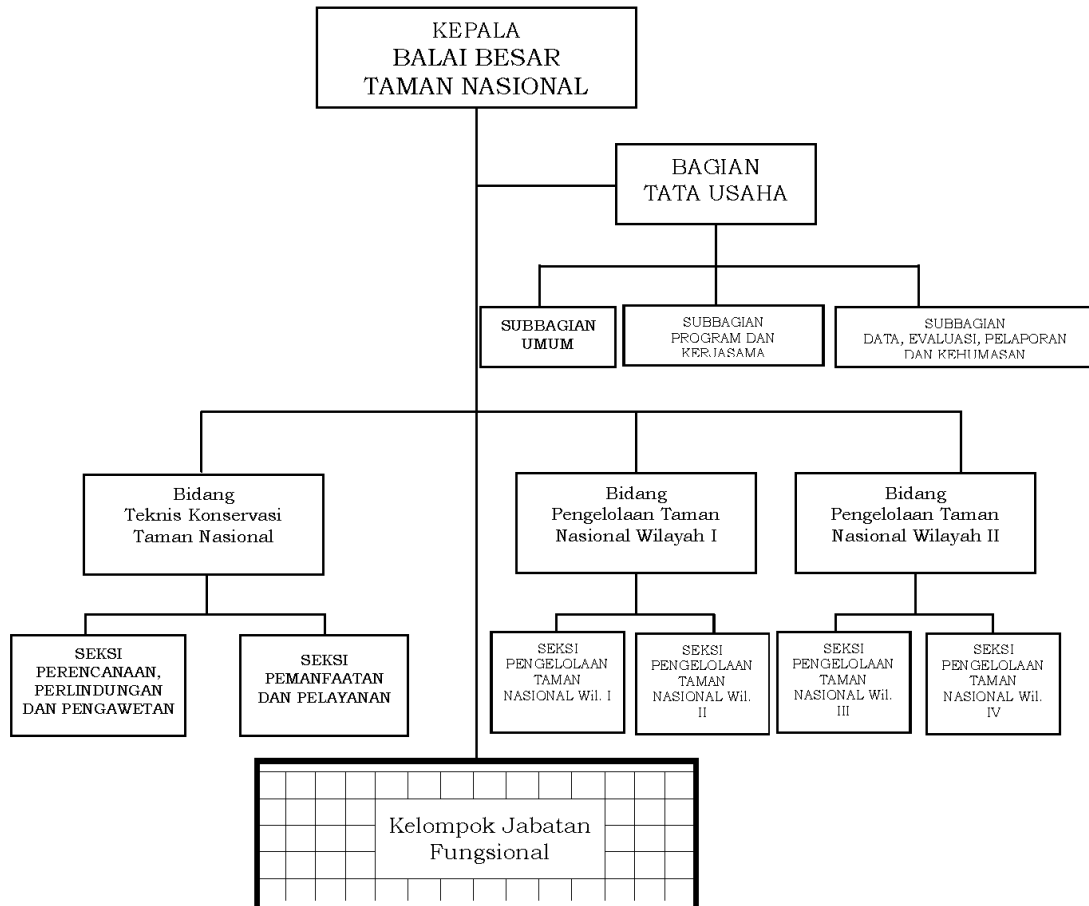 KEPALA
BALAI BESAR
TAMAN NASIONAL
BAGIAN
TATA USAHA
SUBBAGIAN
UMUM
SUBBAGIAN
PROGRAM DAN
KERJASAMA
SUBBAGIAN
DATA, EVALUASI, PELAPORAN
DAN KEHUMASAN
Bidang
Teknis Konservasi
Taman Nasional
Bidang
Pengelolaan Taman
Nasional Wilayah I
Bidang
Pengelolaan Taman
Nasional Wilayah II
SEKSI
PERENCANAAN,
PERLINDUNGAN
DAN PENGAWETAN
SEKSI
PEMANFAATAN
DAN PELAYANAN
SEKSI
PENGELOLAAN
TAMAN
NASIONAL Wil. I
SEKSI
PENGELOLAAN
TAMAN
NASIONAL Wil.
II
SEKSI
PENGELOLAAN
TAMAN
NASIONAL Wil.
III
SEKSI
PENGELOLAAN
TAMAN
NASIONAL Wil.
IV
Kelompok Jabatan
Fungsional